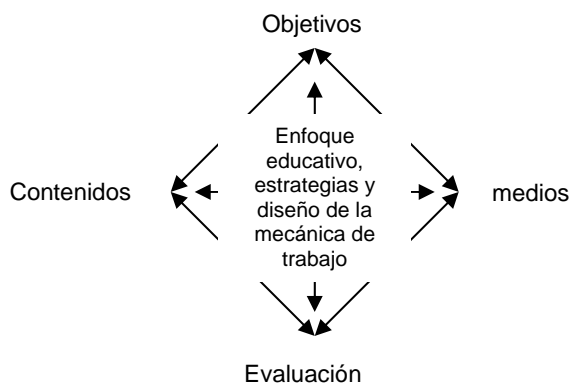 Objetivos
Enfoque
educativo,
Contenidos
estrategias y
medios
diseño de la
mecánica de
trabajo
Evaluación